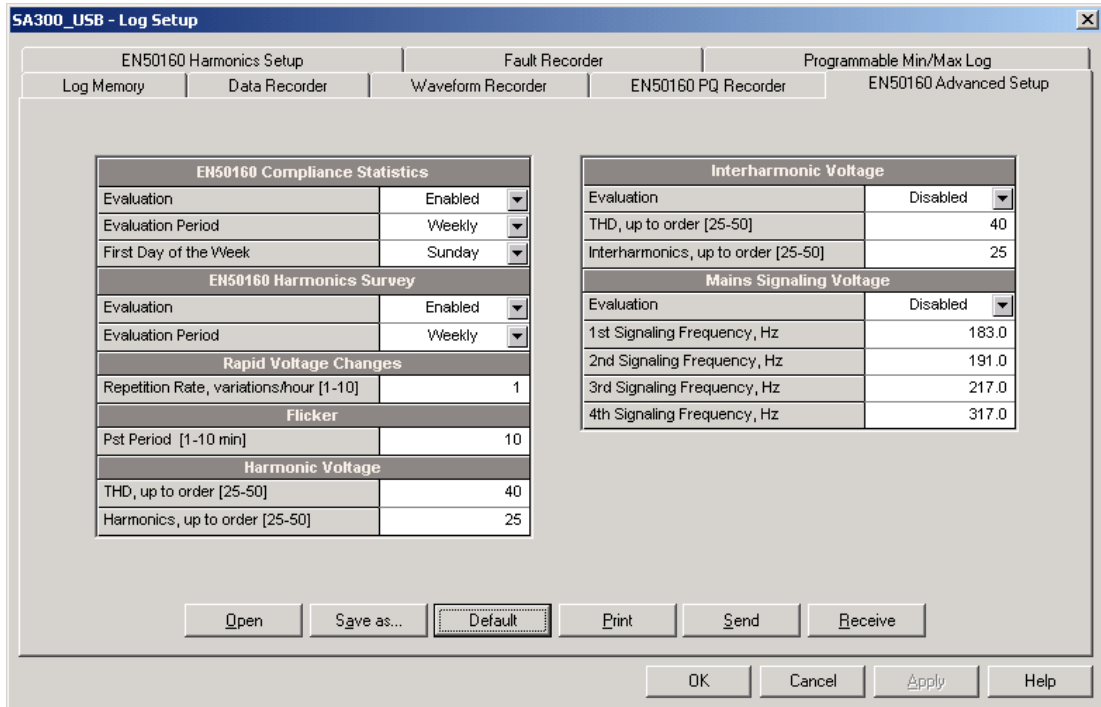 SA300_USB - Log Setup
EN50160 Harmonics Setup Fault Recorder Programmable Min/Max Log
Log Memory Data Recorder Waveform Recorder EN50160 PQ Recorder EN50160 Advanced Setup
EN50160 Compliance Statistics
Evaluation Enabled
Evaluation Period Weekly
First Day of the Week Sunday
EN50160 Harmonics Survey
Evaluation Enabled
Evaluation Period Weekly
Rapid Voltage Changes
Repetition Rate, variations/hour [1-10] 1
Flicker
Pst Period [1-10 min] 10
Harmonic Voltage
THD, up to order [25-50] 40
Harmonics, up to order [25-50] 25
Interharmonic Voltage
Evaluation Disabled
THD, up to order [25-50] 40
Interharmonics, up to order [25-50] 25
Mains Signaling Voltage
Evaluation Disabled
1st Signaling Frequency, Hz 183.0
2nd Signaling Frequency, Hz 191.0
3rd Signaling Frequency, Hz 217.0
4th Signaling Frequency, Hz 317.0
Open Save as... Default Print Send Receive
OK Cancel Apply Help